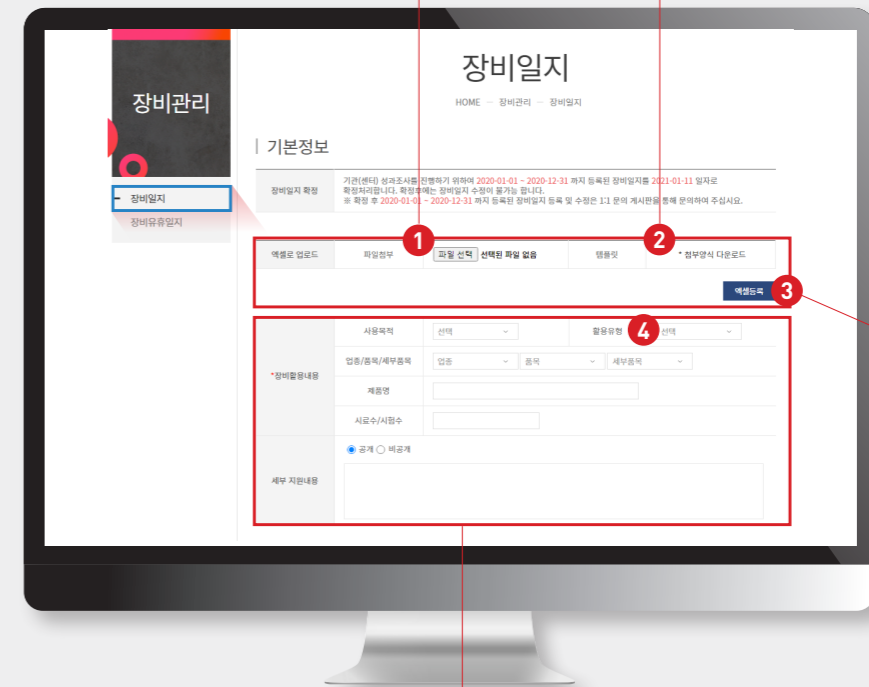 장비관리
장비일지
장비유휴일지
장비일지
HOME － 장비관리 － 장비일지
기본정보
장비일지 확정
기관(센터) 성과조사를 진행하기 위하여 2020-01-01 ~ 2020-12-31 까지 등록된 장비일지를 2021-01-11 일자로
확정처리합니다. 확정후에는 장비일지 수정이 불가능 합니다.
※ 확정 후 2020-01-01 ~ 2020-12-31 까지 등록된 장비일지 등록 및 수정은 1:1 문의 게시판을 통해 문의하여 주십시요.
1
2
엑셀로 업로드 파일첨부 파일 선택 선택된 파일 없음 템플릿 * 첨부양식 다운로드
엑셀등록 3
사용목적 선택 활용유형 4 선택
*장비활용내용
업종/품목/세부품목 업종 품목 세부품목
제품명
시료수/시험수
세부 지원내용
공개 비공개